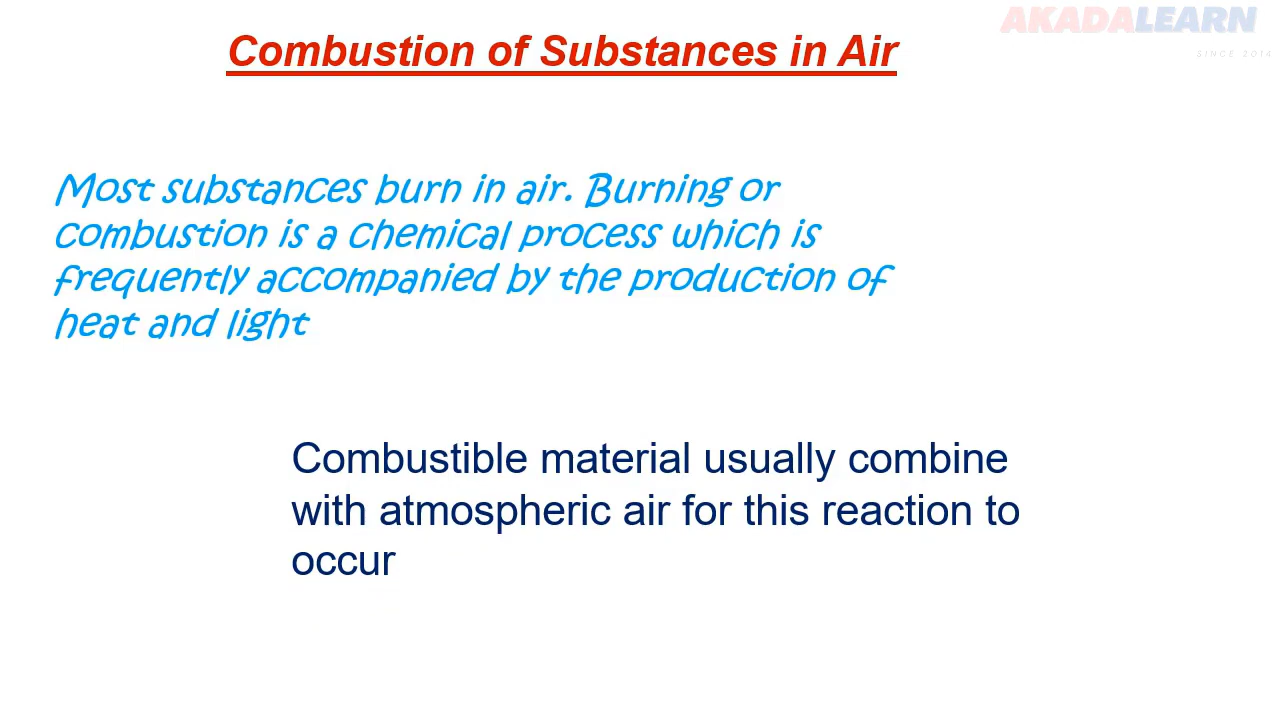 AKADALEARN
SINCE 2014
Combustion of Substances in Air
Most substances burn in air. Burning or
combustion is a chemical process which is
frequently accompanied by the production of
heat and light
Combustible material usually combine
with atmospheric air for this reaction to
occur